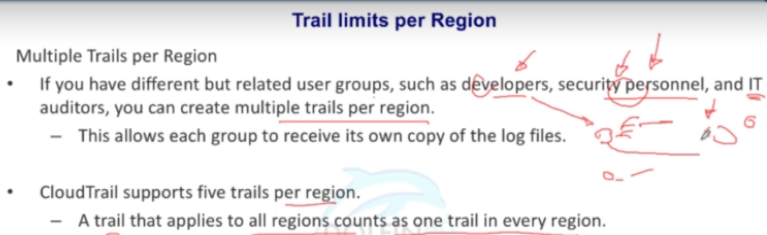 Trail limits per Region
Multiple Trails per Region
• If you have different but related user groups, such as developers, security personnel, and IT
auditors, you can create multiple trails per region.
– This allows each group to receive its own copy of the log files.
• CloudTrail supports five trails per region.
– A trail that applies to all regions counts as one trail in every region.